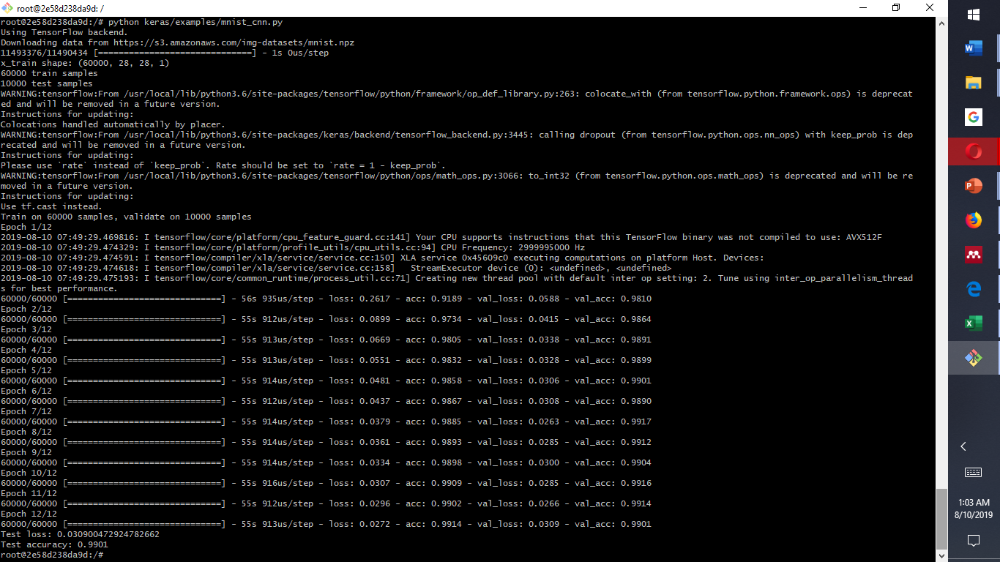 root@2e58d238da9d: /
root@2e58d238da9d:/# python keras/examples/mnist_cnn.py
Using TensorFlow backend.
Downloading data from https://s3.amazonaws.com/img-datasets/mnist.npz
11493376/11490434 [==============================] - 1s 0us/step
x_train shape: (60000, 28, 28, 1)
60000 train samples
10000 test samples
WARNING:tensorflow:From /usr/local/lib/python3.6/site-packages/tensorflow/python/framework/op_def_library.py:263: colocate_with (from tensorflow.python.framework.ops) is deprecat
ed and will be removed in a future version.
Instructions for updating:
Colocations handled automatically by placer.
WARNING:tensorflow:From /usr/local/lib/python3.6/site-packages/keras/backend/tensorflow_backend.py:3445: calling dropout (from tensorflow.python.ops.nn_ops) with keep_prob is dep
recated and will be removed in a future version.
Instructions for updating:
Please use `rate` instead of `keep_prob`. Rate should be set to `rate = 1 - keep_prob`.
WARNING:tensorflow:From /usr/local/lib/python3.6/site-packages/tensorflow/python/ops/math_ops.py:3066: to_int32 (from tensorflow.python.ops.math_ops) is deprecated and will be re
moved in a future version.
Instructions for updating:
Use tf.cast instead.
Train on 60000 samples, validate on 10000 samples
Epoch 1/12
2019-08-10 07:49:29.469816: I tensorflow/core/platform/cpu_feature_guard.cc:141] Your CPU supports instructions that this TensorFlow binary was not compiled to use: AVX512F
2019-08-10 07:49:29.474329: I tensorflow/core/platform/profile_utils/cpu_utils.cc:94] CPU Frequency: 2999995000 Hz
2019-08-10 07:49:29.474591: I tensorflow/compiler/xla/service/service.cc:150] XLA service 0x45609c0 executing computations on platform Host. Devices:
2019-08-10 07:49:29.474618: I tensorflow/compiler/xla/service/service.cc:158]   StreamExecutor device (0): <undefined>, <undefined>
2019-08-10 07:49:29.475193: I tensorflow/core/common_runtime/process_util.cc:71] Creating new thread pool with default inter op setting: 2. Tune using inter_op_parallelism_thread
s for best performance.
60000/60000 [==============================] - 56s 935us/step - loss: 0.2617 - acc: 0.9189 - val_loss: 0.0588 - val_acc: 0.9810
Epoch 2/12
60000/60000 [==============================] - 55s 912us/step - loss: 0.0899 - acc: 0.9734 - val_loss: 0.0415 - val_acc: 0.9864
Epoch 3/12
60000/60000 [==============================] - 55s 913us/step - loss: 0.0669 - acc: 0.9805 - val_loss: 0.0338 - val_acc: 0.9891
Epoch 4/12
60000/60000 [==============================] - 55s 913us/step - loss: 0.0551 - acc: 0.9832 - val_loss: 0.0328 - val_acc: 0.9899
Epoch 5/12
60000/60000 [==============================] - 55s 914us/step - loss: 0.0481 - acc: 0.9858 - val_loss: 0.0306 - val_acc: 0.9901
Epoch 6/12
60000/60000 [==============================] - 55s 912us/step - loss: 0.0437 - acc: 0.9867 - val_loss: 0.0308 - val_acc: 0.9890
Epoch 7/12
60000/60000 [==============================] - 55s 914us/step - loss: 0.0379 - acc: 0.9885 - val_loss: 0.0263 - val_acc: 0.9917
Epoch 8/12
60000/60000 [==============================] - 55s 914us/step - loss: 0.0361 - acc: 0.9893 - val_loss: 0.0285 - val_acc: 0.9912
Epoch 9/12
60000/60000 [==============================] - 55s 914us/step - loss: 0.0334 - acc: 0.9898 - val_loss: 0.0300 - val_acc: 0.9904
Epoch 10/12
60000/60000 [==============================] - 55s 916us/step - loss: 0.0307 - acc: 0.9909 - val_loss: 0.0285 - val_acc: 0.9916
Epoch 11/12
60000/60000 [==============================] - 55s 912us/step - loss: 0.0296 - acc: 0.9902 - val_loss: 0.0266 - val_acc: 0.9914
Epoch 12/12
60000/60000 [==============================] - 55s 913us/step - loss: 0.0272 - acc: 0.9914 - val_loss: 0.0309 - val_acc: 0.9901
Test loss: 0.030900472924782662
Test accuracy: 0.9901
root@2e58d238da9d:/#
1:03 AM
8/10/2019